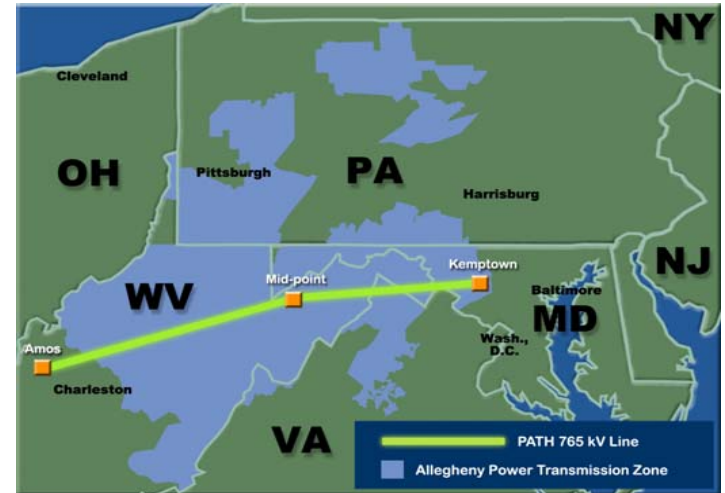 NY
Cleveland
OH
Pittsburgh
PA
Harrisburg
NJ
Kemptown
Mid-point
WV
Baltimore
MD
Wash.,
D.C.
Amos
Charleston
VA
PATH 765 kV Line
Allegheny Power Transmission Zone